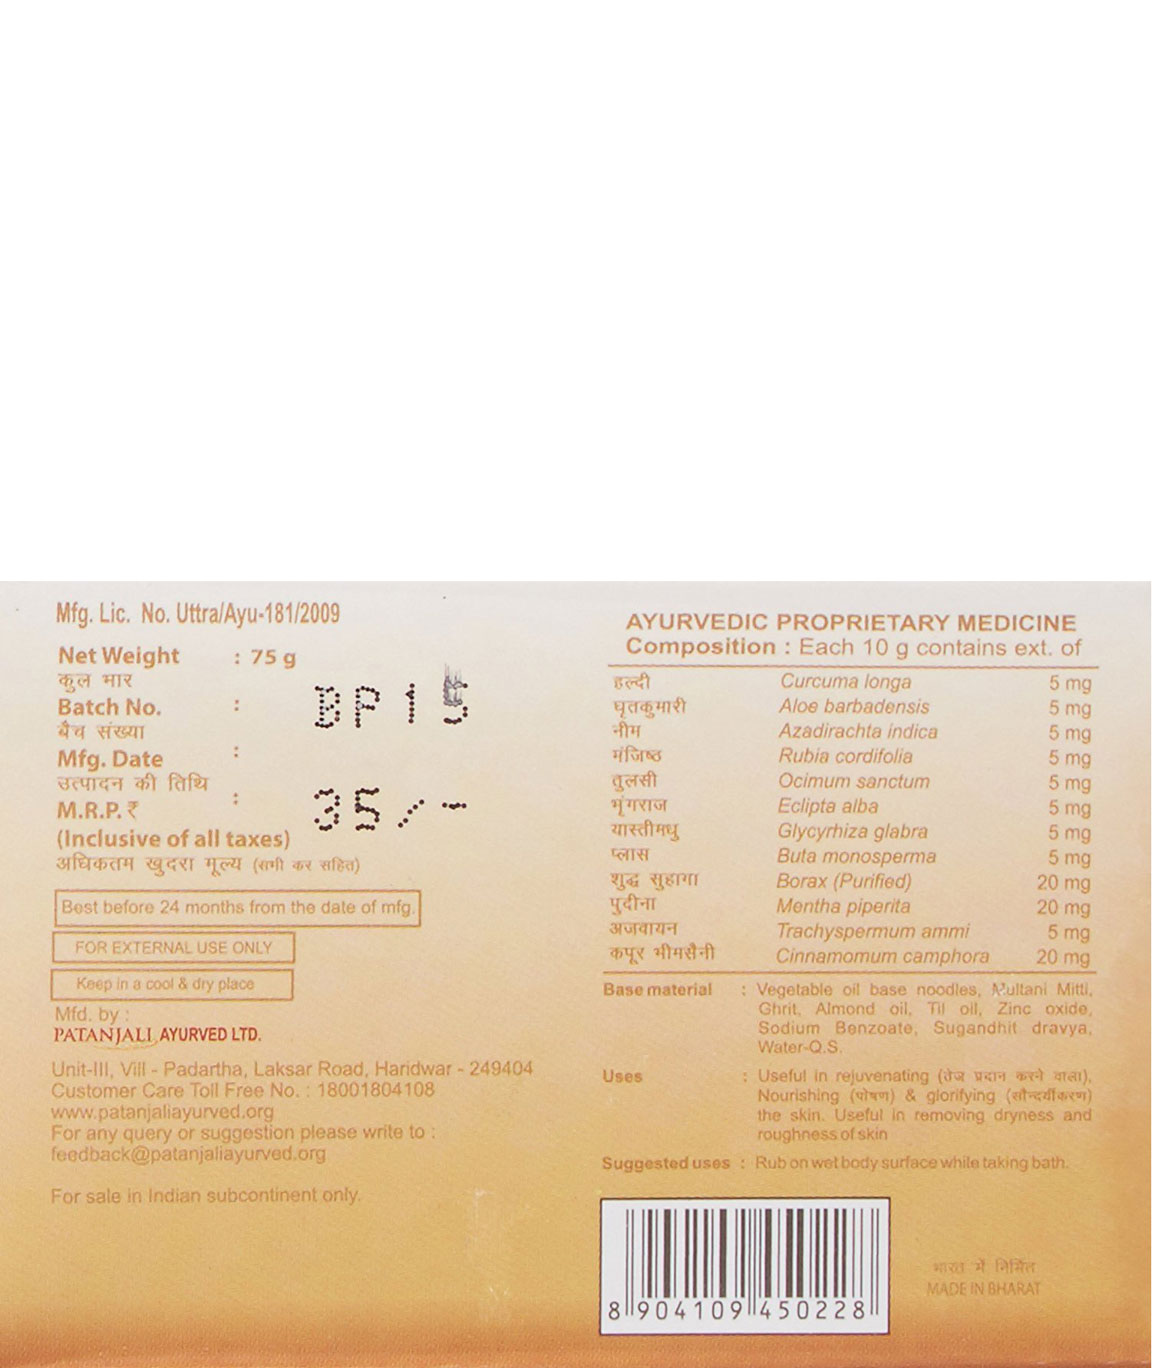 Mfg. Lic. No. Uttra/Ayu-181/2009
Net Weight : 75 g
कुल भार
Batch No. : BP15
बैच संख्या
Mfg. Date :
उत्पादन की तिथि
M.R.P. ₹ : 35/-
(Inclusive of all taxes)
अधिकतम खुदरा मूल्य (सभी कर सहित)
Best before 24 months from the date of mfg.
FOR EXTERNAL USE ONLY
Keep in a cool & dry place
Mfd. by :
PATANJALI AYURVED LTD.
Unit-III, Vill - Padartha, Laksar Road, Haridwar - 249404
Customer Care Toll Free No. : 18001804108
www.patanjaliayurved.org
For any query or suggestion please write to :
feedback@patanjaliayurved.org
For sale in Indian subcontinent only.
AYURVEDIC PROPRIETARY MEDICINE
Composition : Each 10 g contains ext. of
हल्दी Curcuma longa 5 mg
घृतकुमारी Aloe barbadensis 5 mg
नीम Azadirachta indica 5 mg
मंजिष्ठ Rubia cordifolia 5 mg
तुलसी Ocimum sanctum 5 mg
भृंगराज Eclipta alba 5 mg
यास्तीमधु Glycyrhiza glabra 5 mg
प्लास Buta monosperma 5 mg
शुद्ध सुहागा Borax (Purified) 20 mg
पुदीना Mentha piperita 20 mg
अजवायन Trachyspermum ammi 5 mg
कपूर भीमसैनी Cinnamomum camphora 20 mg
Base material : Vegetable oil base noodles, Multani Mitti,
Ghrit, Almond oil, Til oil, Zinc oxide,
Sodium Benzoate, Sugandhit dravya,
Water-Q.S.
Uses : Useful in rejuvenating (तेज प्रदान करने वाला),
Nourishing (पोषण) & glorifying (सौन्दर्यीकरण)
the skin. Useful in removing dryness and
roughness of skin
Suggested uses : Rub on wet body surface while taking bath.
8 904109 450228
भारत में निर्मित
MADE IN BHARAT